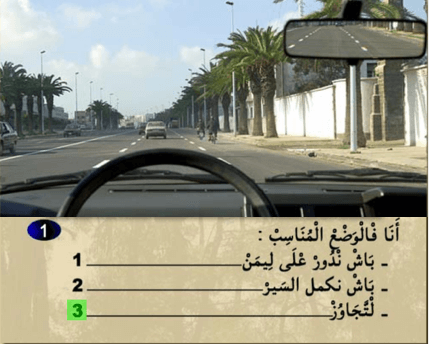 1
أَنَا فَالْوَضْعْ الْمُنَاسِبْ :
- بَاشْ نْدُورْ عْلَى لِيمَنْ 1
- بَاشْ نكمل السَيرْ 2
- لْتُّجَاوُزْ 3